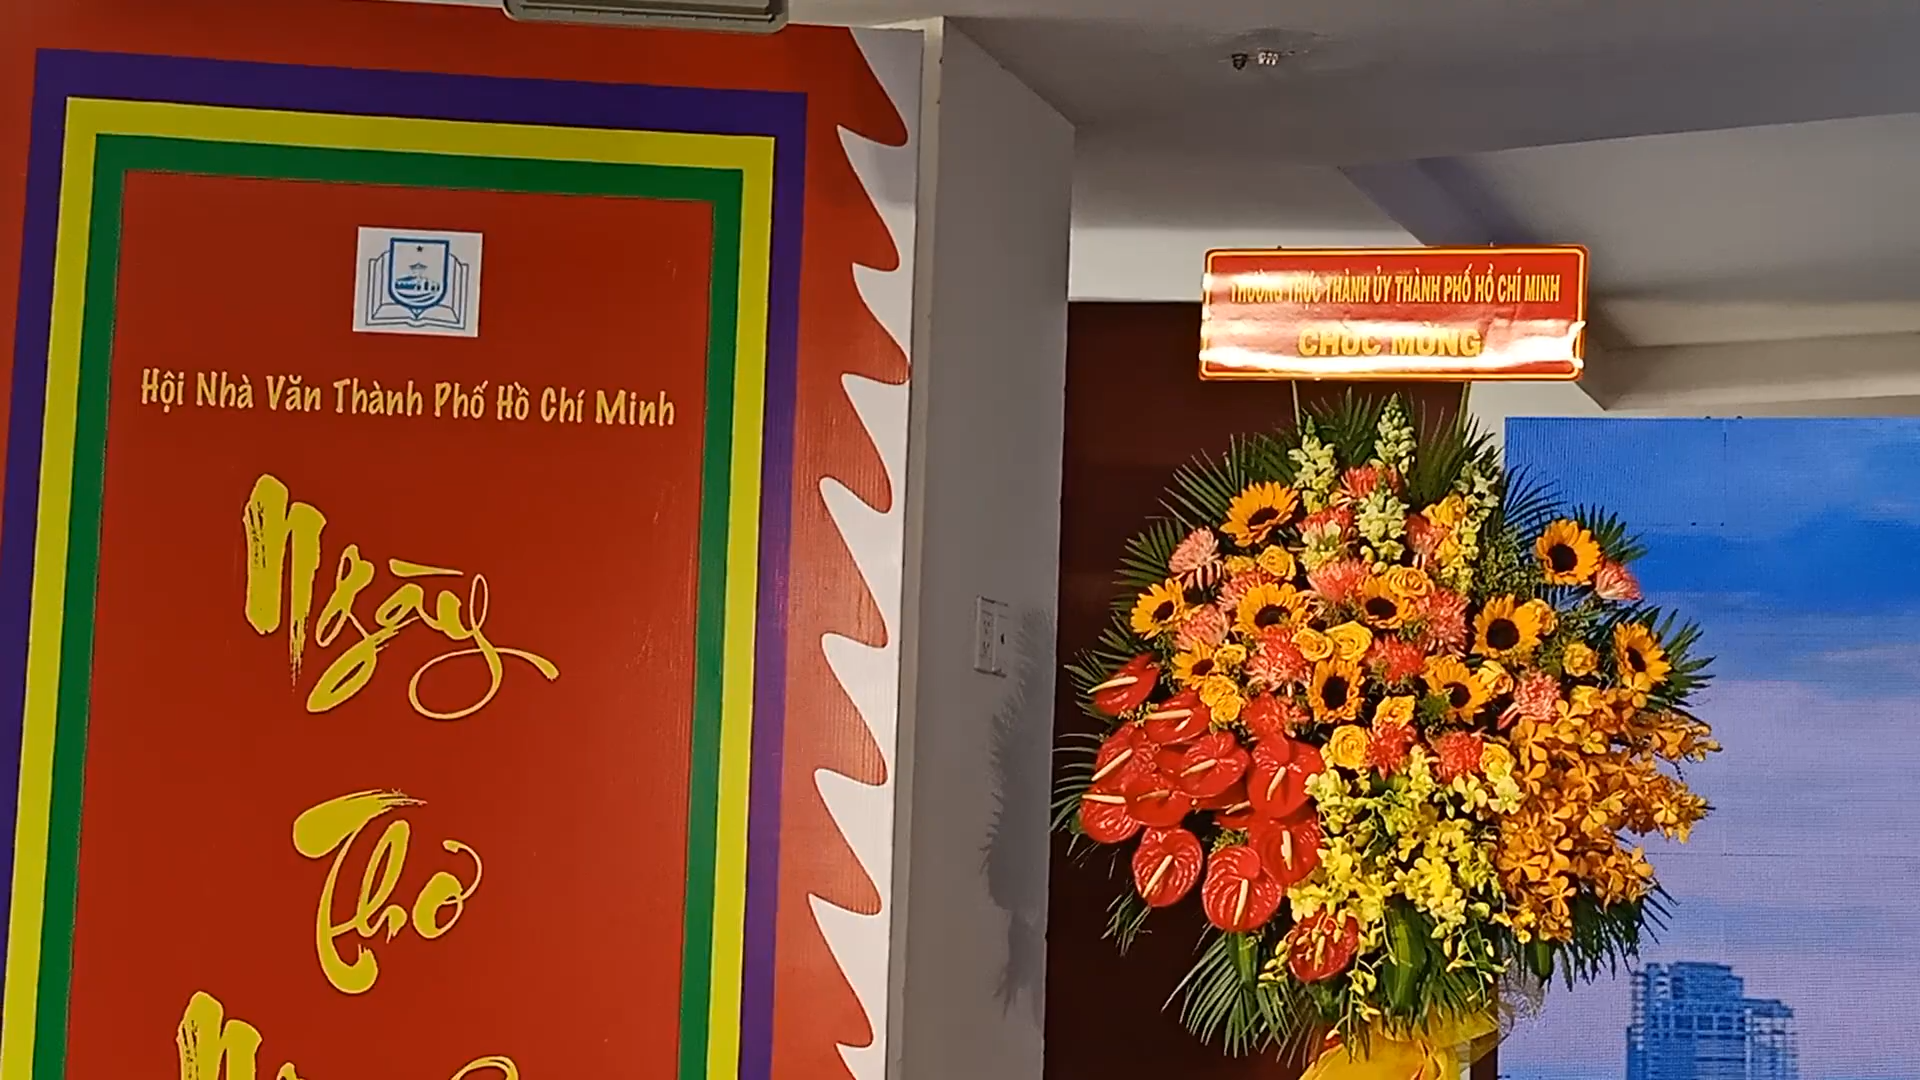 Hội Nhà Văn Thành Phố Hồ Chí Minh
Ngày
Thơ
THƯỜNG TRỰC THÀNH ỦY THÀNH PHỐ HỒ CHÍ MINH
CHÚC MỪNG